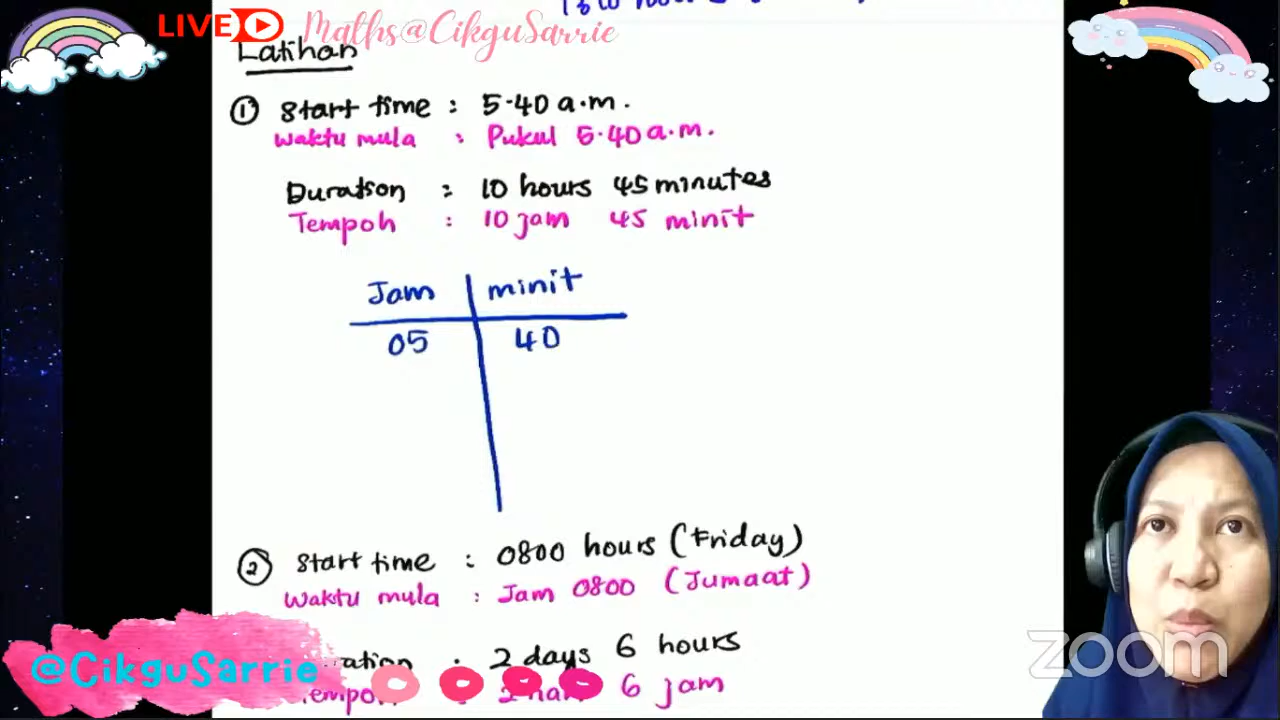 LIVE Maths@CikguSarrie
Latihan
① Start time : 5.40 a.m.
Waktu mula : Pukul 5.40 a.m.
Duration : 10 hours 45 minutes
Tempoh : 10 jam 45 minit
Jam minit
05 40
② Start time : 0800 hours (Friday)
Waktu mula : Jam 0800 (Jumaat)
: 2 days 6 hours
6 jam
@CikguSarrie
ZOOM